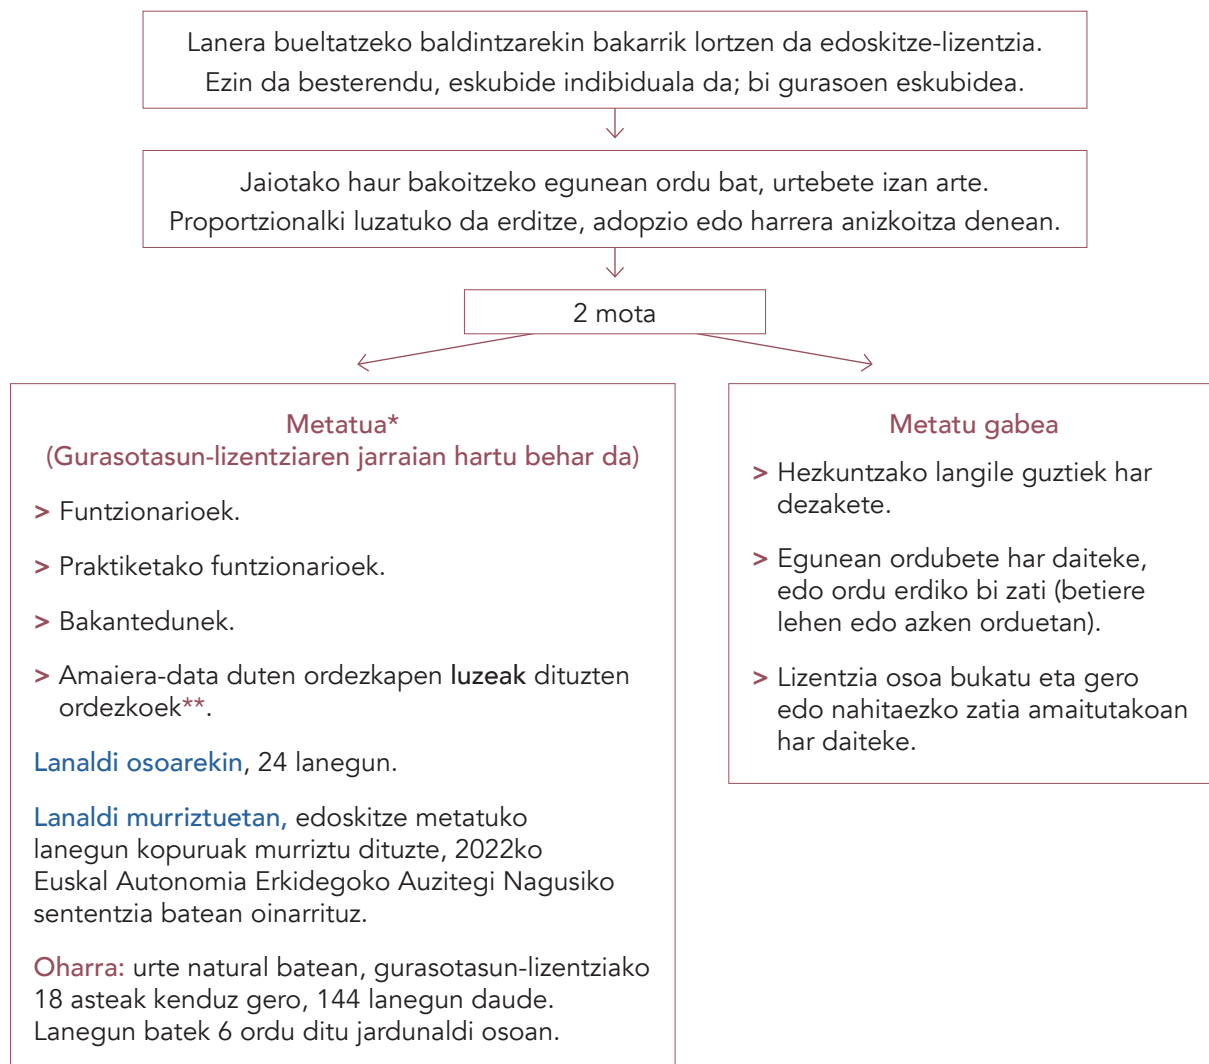 Lanera bueltatzeko baldintzarekin bakarrik lortzen da edoskitze-lizentzia.
Ezin da besterendu, eskubide indibiduala da; bi gurasoen eskubidea.
Jaiotako haur bakoitzeko egunean ordu bat, urtebete izan arte.
Proportzionalki luzatuko da erditze, adopzio edo harrera anizkoitza denean.
2 mota
Metatua*
(Gurasotasun-lizentziaren jarraian hartu behar da)
> Funtzionarioek.
> Praktiketako funtzionarioek.
> Bakantedunek.
> Amaiera-data duten ordezkapen luzeak dituzten
ordezkoek**.
Lanaldi osoarekin, 24 lanegun.
Lanaldi murriztuetan, edoskitze metatuko
lanegun kopuruak murriztu dituzte, 2022ko
Euskal Autonomia Erkidegoko Auzitegi Nagusiko
sententzia batean oinarrituz.
Oharra: urte natural batean, gurasotasun-lizentziako
18 asteak kenduz gero, 144 lanegun daude.
Lanegun batek 6 ordu ditu jardunaldi osoan.
Metatu gabea
> Hezkuntzako langile guztiek har
dezakete.
> Egunean ordubete har daiteke,
edo ordu erdiko bi zati (betiere
lehen edo azken orduetan).
> Lizentzia osoa bukatu eta gero
edo nahitaezko zatia amaitutakoan
har daiteke.